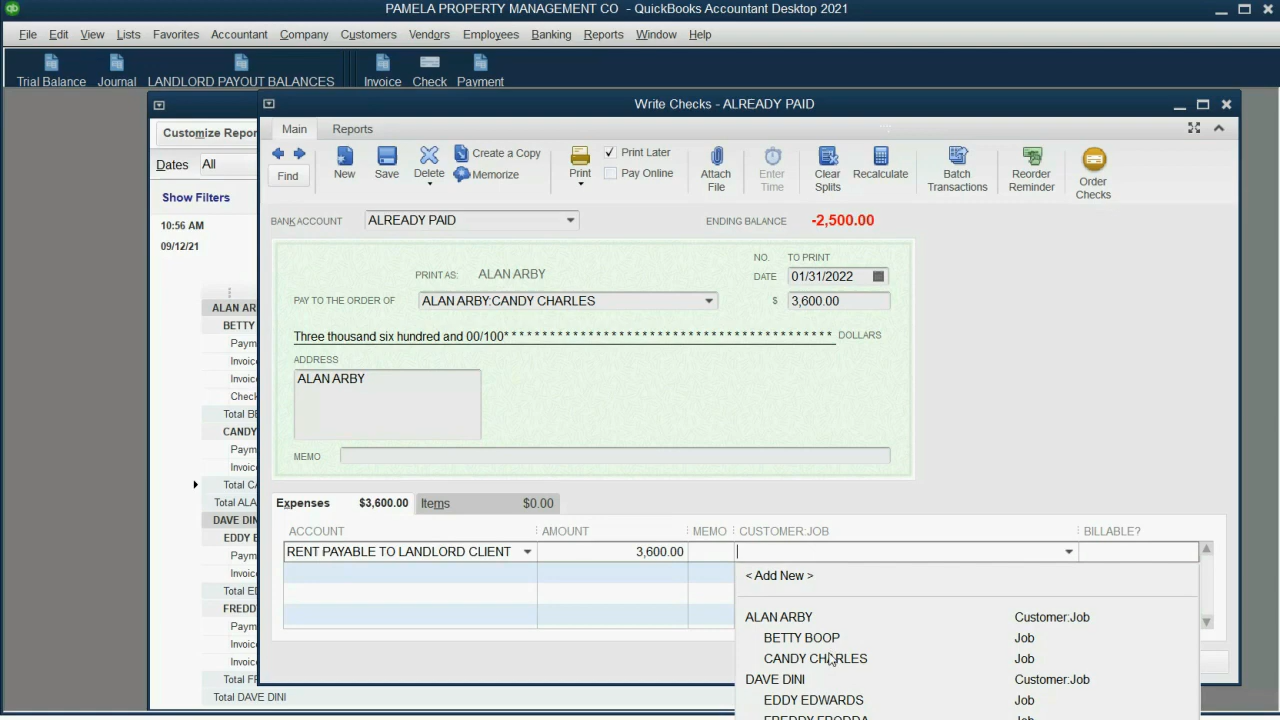 PAMELA PROPERTY MANAGEMENT CO - QuickBooks Accountant Desktop 2021
File Edit View Lists Favorites Accountant Company Customers Vendors Employees Banking Reports Window Help
Trial Balance Journal LANDLORD PAYOUT BALANCES Invoice Check Payment
Write Checks - ALREADY PAID
Customize Repor
Dates All
Show Filters
10:56 AM
09/12/21
ALAN AR
BETTY
Paym
Invoic
Invoic
Chec
Total BE
CANDY
Paym
Invoic
Total CA
Total ALA
DAVE DIN
EDDY E
Paym
Invoic
Total ED
FREDD
Paym
Invoic
Invoic
Total FF
Total DAVE DINI
Main Reports
Find
New
Save
Delete
Create a Copy
Memorize
Print
Print Later
Pay Online
Attach File
Enter Time
Clear Splits
Recalculate
Batch Transactions
Reorder Reminder
Order Checks
BANK ACCOUNT ALREADY PAID ENDING BALANCE -2,500.00
NO. TO PRINT
PRINT AS: ALAN ARBY DATE 01/31/2022
PAY TO THE ORDER OF ALAN ARBY:CANDY CHARLES $ 3,600.00
Three thousand six hundred and 00/100* * * * * * * * * * * * * * * * * * * * * * * * * * * * * * * * * * * * * * * * * DOLLARS
ADDRESS
ALAN ARBY
MEMO
Expenses $3,600.00 Items $0.00
ACCOUNT AMOUNT MEMO CUSTOMER:JOB BILLABLE?
RENT PAYABLE TO LANDLORD CLIENT 3,600.00
< Add New >
ALAN ARBY Customer:Job
BETTY BOOP Job
CANDY CHARLES Job
DAVE DINI Customer:Job
EDDY EDWARDS Job
FREDDY FRODDA Job